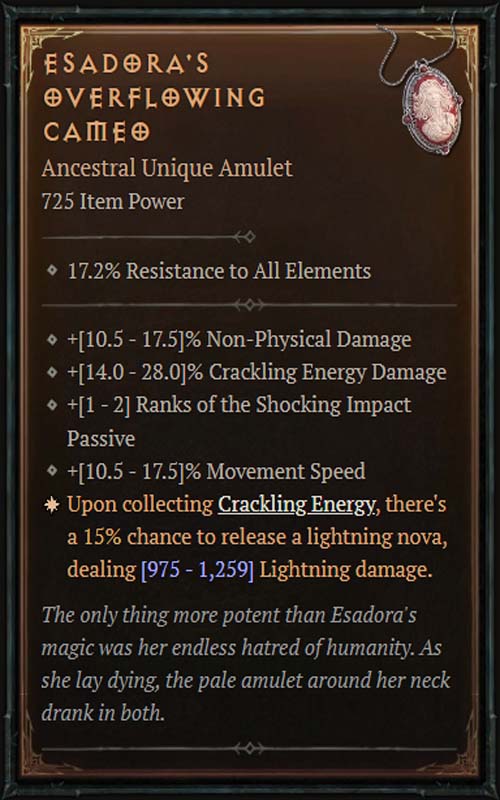 ESADORA'S
OVERFLOWING
CAMEO
Ancestral Unique Amulet
725 Item Power
17.2% Resistance to All Elements
+[10.5 - 17.5]% Non-Physical Damage
+[14.0 - 28.0]% Crackling Energy Damage
+[1 - 2] Ranks of the Shocking Impact
Passive
+[10.5 - 17.5]% Movement Speed
Upon collecting Crackling Energy, there's
a 15% chance to release a lightning nova,
dealing [975 - 1,259] Lightning damage.
The only thing more potent than Esadora's
magic was her endless hatred of humanity. As
she lay dying, the pale amulet around her neck
drank in both.